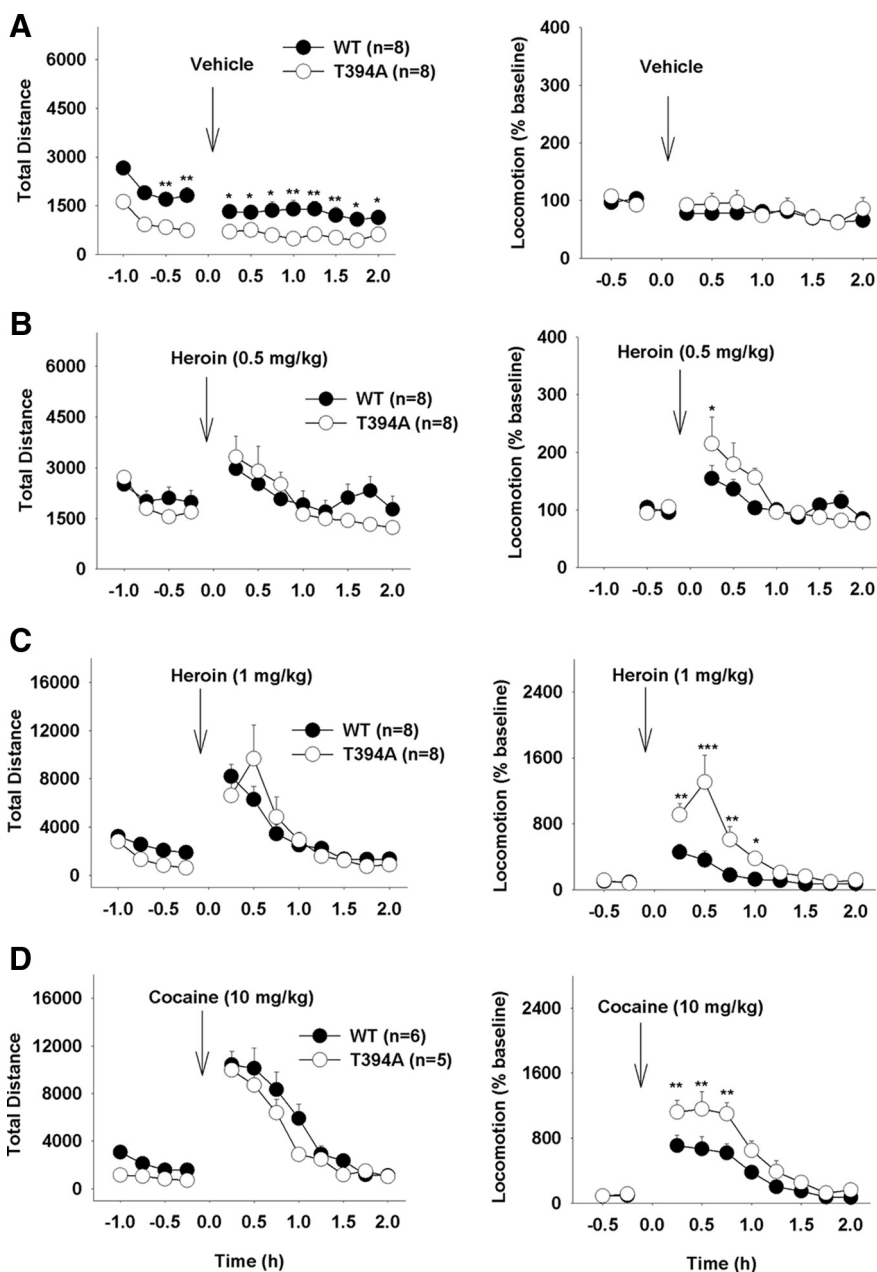 A
6000
4500
3000
1500
0
Total Distance
Vehicle
WT (n=8)
T394A (n=8)
** **
* * * ** ** ** * *
-1.0 -0.5 0.0 0.5 1.0 1.5 2.0
400
300
200
100
0
Locomotion (% baseline)
Vehicle
-0.5 0.0 0.5 1.0 1.5 2.0
B
6000
4500
3000
1500
0
Total Distance
Heroin (0.5 mg/kg)
WT (n=8)
T394A (n=8)
-1.0 -0.5 0.0 0.5 1.0 1.5 2.0
400
300
200
100
0
Locomotion (% baseline)
Heroin (0.5 mg/kg)
*
-1.0 -0.5 0.0 0.5 1.0 1.5 2.0
C
16000
12000
8000
4000
0
Total Distance
Heroin (1 mg/kg)
WT (n=8)
T394A (n=8)
-1.0 -0.5 0.0 0.5 1.0 1.5 2.0
2400
1600
800
0
Locomotion (% baseline)
Heroin (1 mg/kg)
** *** ** *
-0.5 0.0 0.5 1.0 1.5 2.0
D
16000
12000
8000
4000
0
Total Distance
Cocaine (10 mg/kg)
WT (n=6)
T394A (n=5)
-1.0 -0.5 0.0 0.5 1.0 1.5 2.0
Time (h)
2400
1600
800
0
Locomotion (% baseline)
Cocaine (10 mg/kg)
** ** **
-0.5 0.0 0.5 1.0 1.5 2.0
Time (h)